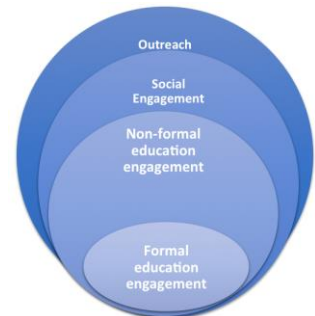 Outreach
Social
Engagement
Non-formal
education
engagement
Formal
education
engagement